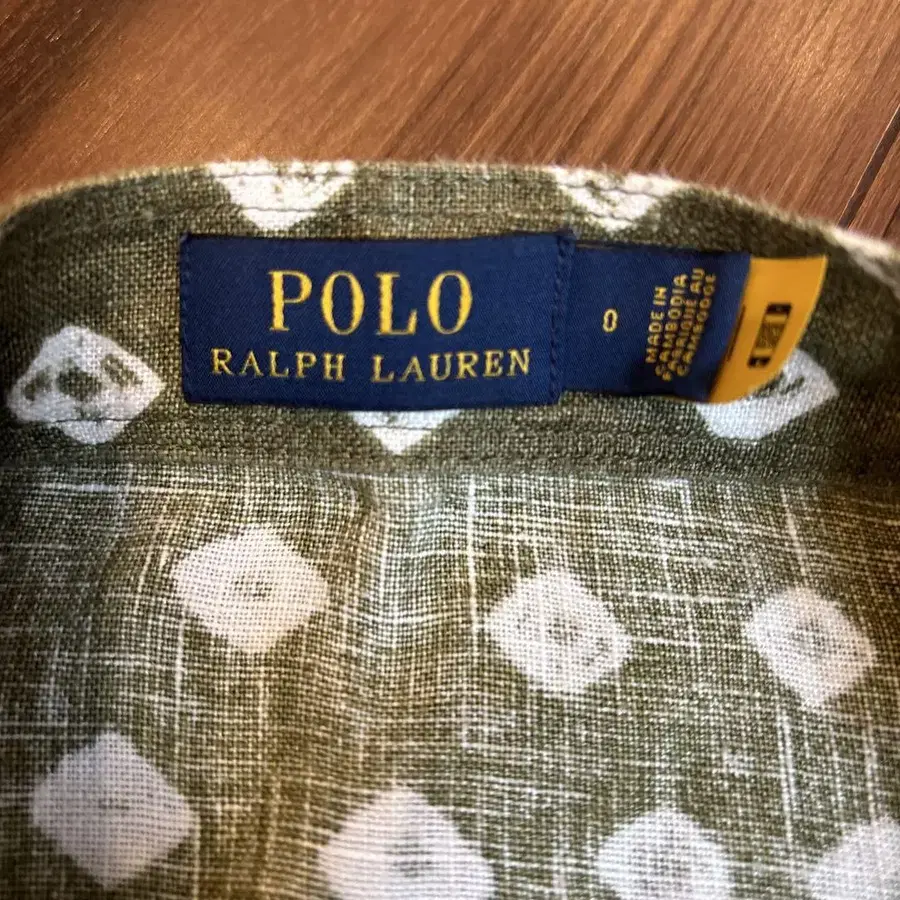 POLO
RALPH LAUREN
0
MADE IN
CAMBODIA
FABRIQUÉ AU
CAMBODGE